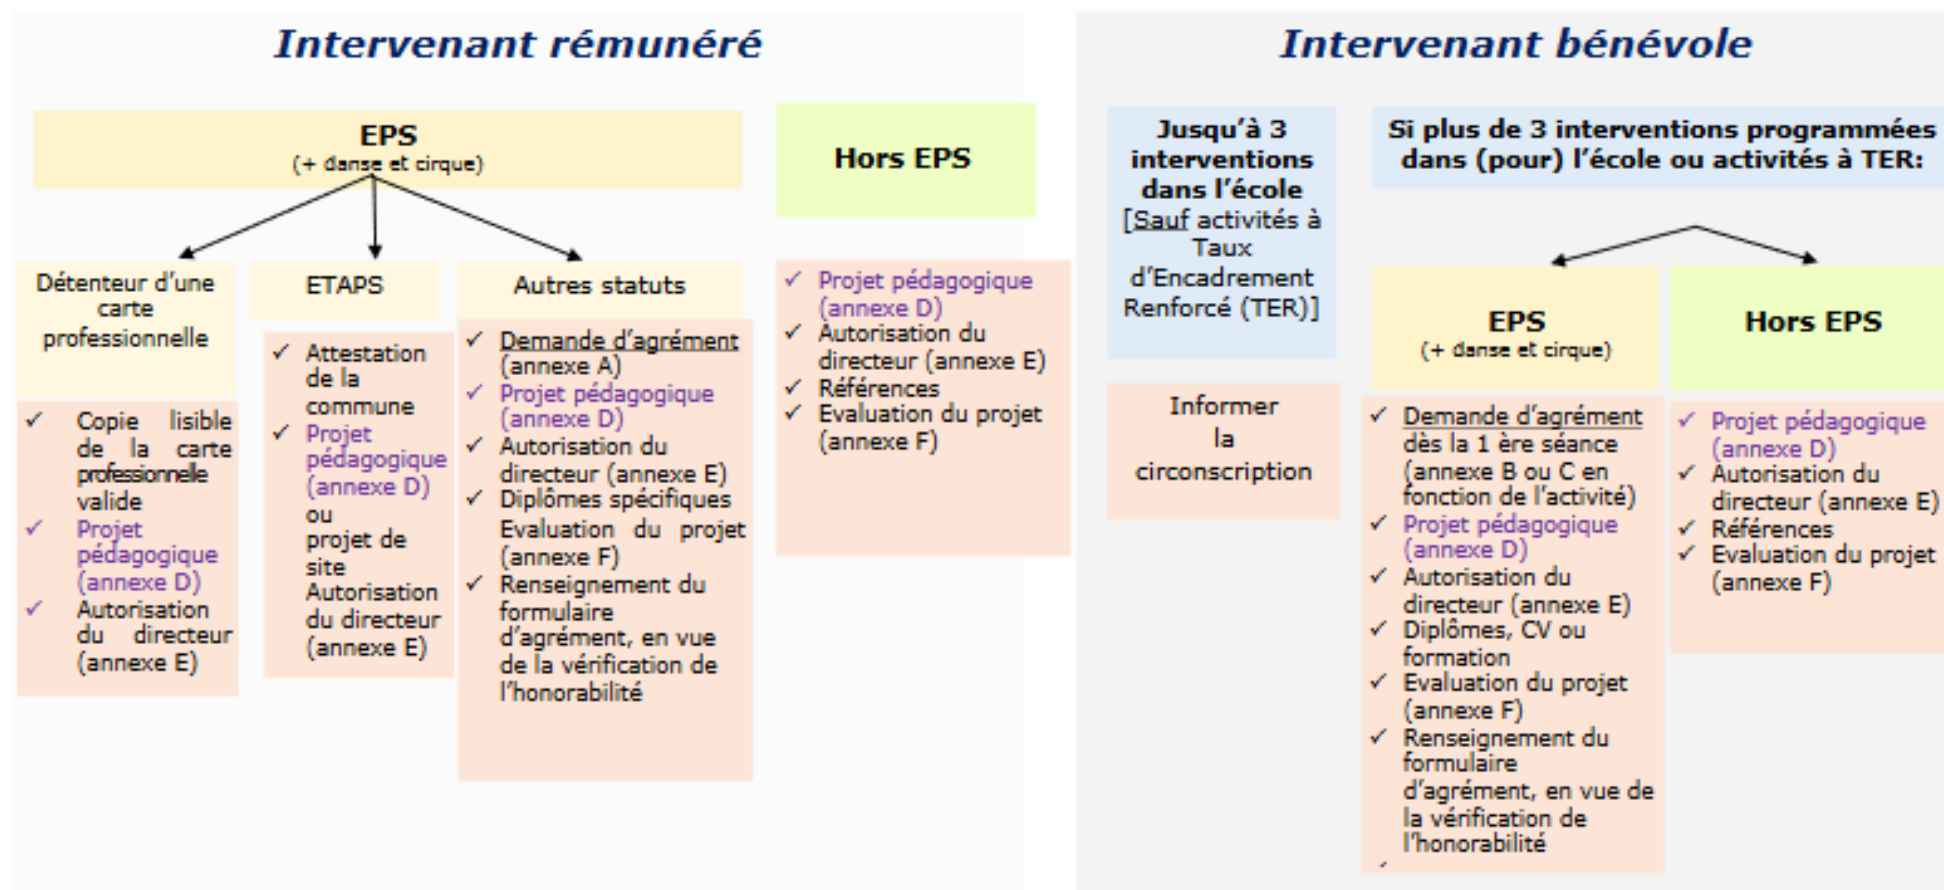 Intervenant rémunéré
EPS
(+ danse et cirque)
Détenteur d’une
carte
professionnelle
✓ Copie lisible
de la carte
professionnelle
valide
✓ Projet
pédagogique
(annexe D)
✓ Autorisation
du directeur
(annexe E)
ETAPS
✓ Attestation
de la
commune
✓ Projet
pédagogique
(annexe D)
ou
projet de
site
Autorisation
du directeur
(annexe E)
Autres statuts
✓ Demande d’agrément
(annexe A)
✓ Projet pédagogique
(annexe D)
✓ Autorisation du
directeur (annexe E)
✓ Diplômes spécifiques
Evaluation du projet
(annexe F)
✓ Renseignement du
formulaire
d’agrément, en vue
de la vérification de
l’honorabilité
Hors EPS
✓ Projet pédagogique
(annexe D)
✓ Autorisation du
directeur (annexe E)
✓ Références
✓ Evaluation du projet
(annexe F)
Intervenant bénévole
Jusqu’à 3
interventions
dans l’école
[Sauf activités à
Taux
d’Encadrement
Renforcé (TER)]
Informer
la
circonscription
Si plus de 3 interventions programmées
dans (pour) l’école ou activités à TER:
EPS
(+ danse et cirque)
✓ Demande d’agrément
dès la 1 ère séance
(annexe B ou C en
fonction de l’activité)
✓ Projet pédagogique
(annexe D)
✓ Autorisation du
directeur (annexe E)
✓ Diplômes, CV ou
formation
✓ Evaluation du projet
(annexe F)
✓ Renseignement du
formulaire
d’agrément, en vue de
la vérification de
l’honorabilité
Hors EPS
✓ Projet pédagogique
(annexe D)
✓ Autorisation du
directeur (annexe E)
✓ Références
✓ Evaluation du projet
(annexe F)